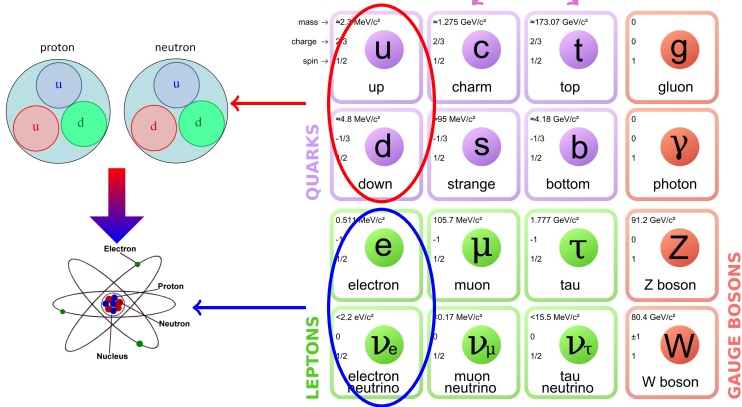 proton
neutron
u
u
d
u
d
d
Electron
Proton
Neutron
Nucleus
mass →
charge →
spin →
≈2.3 MeV/c²
2/3
1/2
u
up
≈1.275 GeV/c²
2/3
1/2
c
charm
≈173.07 GeV/c²
2/3
1/2
t
top
0
0
1
g
gluon
QUARKS
≈4.8 MeV/c²
-1/3
1/2
d
down
≈95 MeV/c²
-1/3
1/2
s
strange
≈4.18 GeV/c²
-1/3
1/2
b
bottom
0
0
1
γ
photon
0.511 MeV/c²
-1
1/2
e
electron
105.7 MeV/c²
-1
1/2
μ
muon
1.777 GeV/c²
-1
1/2
τ
tau
91.2 GeV/c²
0
1
Z
Z boson
LEPTONS
<2.2 eV/c²
0
1/2
νe
electron
neutrino
<0.17 MeV/c²
0
1/2
νμ
muon
neutrino
<15.5 MeV/c²
0
1/2
ντ
tau
neutrino
80.4 GeV/c²
±1
1
W
W boson
GAUGE BOSONS